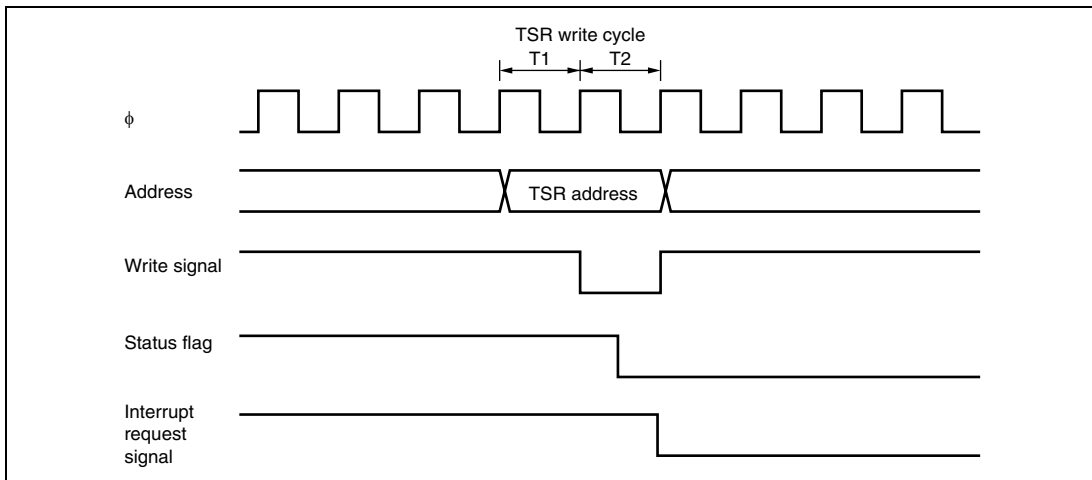 TSR write cycle
T1 T2
ϕ
Address
TSR address
Write signal
Status flag
Interrupt
request
signal